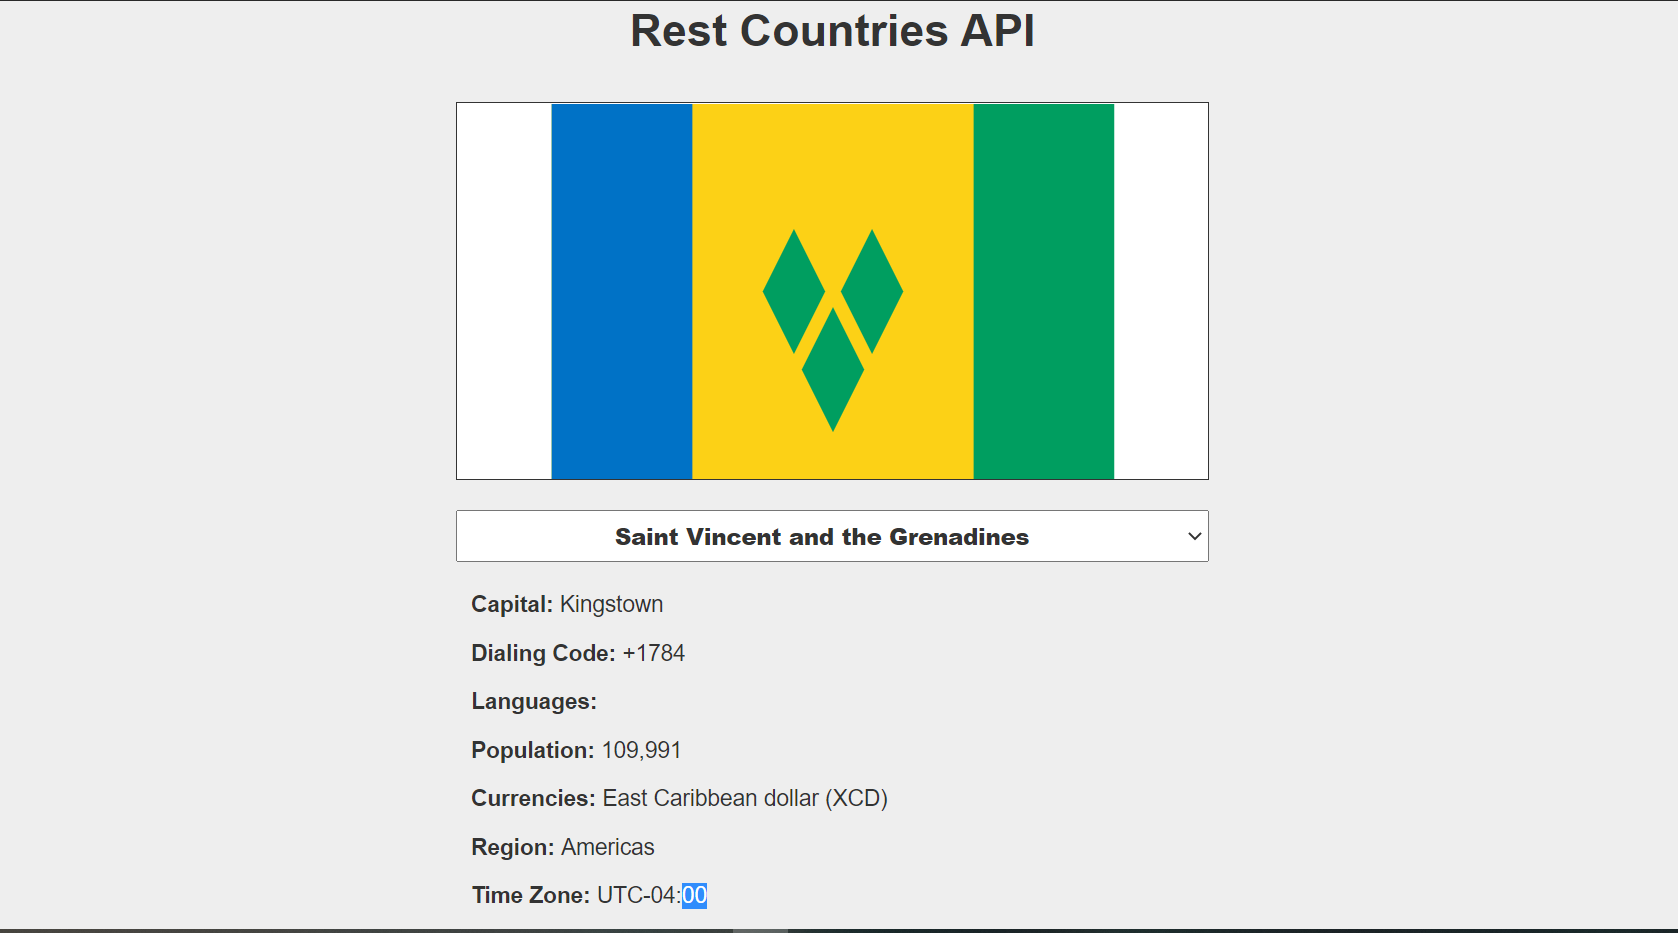 Rest Countries API
Saint Vincent and the Grenadines
Capital: Kingstown
Dialing Code: +1784
Languages:
Population: 109,991
Currencies: East Caribbean dollar (XCD)
Region: Americas
Time Zone: UTC-04:00